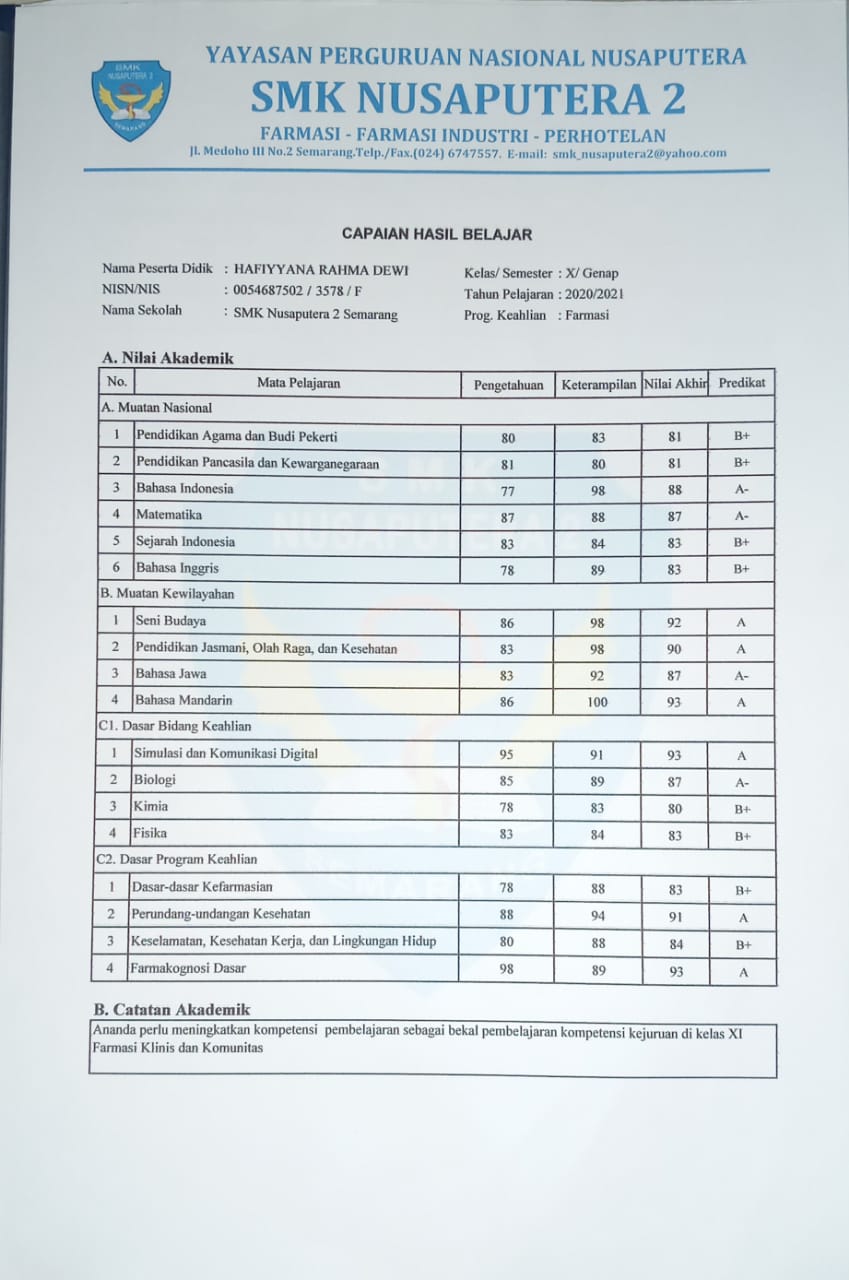 SMK
NUSAPUTERA 2
SEMARANG
YAYASAN PERGURUAN NASIONAL NUSAPUTERA
SMK NUSAPUTERA 2
FARMASI - FARMASI INDUSTRI - PERHOTELAN
Jl. Medoho III No.2 Semarang.Telp./Fax.(024) 6747557. E-mail: smk_nusaputera2@yahoo.com
CAPAIAN HASIL BELAJAR
Nama Peserta Didik : HAFIYYANA RAHMA DEWI Kelas/ Semester : X/ Genap
NISN/NIS : 0054687502 / 3578 / F Tahun Pelajaran : 2020/2021
Nama Sekolah : SMK Nusaputera 2 Semarang Prog. Keahlian : Farmasi
A. Nilai Akademik
No. Mata Pelajaran Pengetahuan Keterampilan Nilai Akhir Predikat
A. Muatan Nasional
1 Pendidikan Agama dan Budi Pekerti 80 83 81 B+
2 Pendidikan Pancasila dan Kewarganegaraan 81 80 81 B+
3 Bahasa Indonesia 77 98 88 A-
4 Matematika 87 88 87 A-
5 Sejarah Indonesia 83 84 83 B+
6 Bahasa Inggris 78 89 83 B+
B. Muatan Kewilayahan
1 Seni Budaya 86 98 92 A
2 Pendidikan Jasmani, Olah Raga, dan Kesehatan 83 98 90 A
3 Bahasa Jawa 83 92 87 A-
4 Bahasa Mandarin 86 100 93 A
C1. Dasar Bidang Keahlian
1 Simulasi dan Komunikasi Digital 95 91 93 A
2 Biologi 85 89 87 A-
3 Kimia 78 83 80 B+
4 Fisika 83 84 83 B+
C2. Dasar Program Keahlian
1 Dasar-dasar Kefarmasian 78 88 83 B+
2 Perundang-undangan Kesehatan 88 94 91 A
3 Keselamatan, Kesehatan Kerja, dan Lingkungan Hidup 80 88 84 B+
4 Farmakognosi Dasar 98 89 93 A
SMK
NUSAPUTERA 2
SEMARANG
B. Catatan Akademik
Ananda perlu meningkatkan kompetensi pembelajaran sebagai bekal pembelajaran kompetensi kejuruan di kelas XI
Farmasi Klinis dan Komunitas